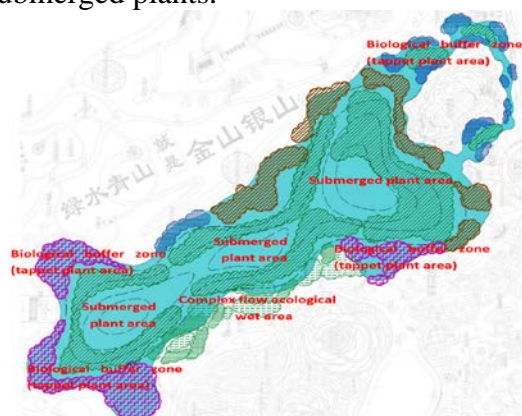 submerged plants.
Biological buffer zone
(tappet plant area)
绿水青山 就是 金山银山
Submerged plant area
Submerged
plant area
Biological buffer zone
(tappet plant area)
Biological buffer zone
(tappet plant area)
Submerged
plant area
Complex flow ecological
wet area
Biological buffer zone
(tappet plant area)